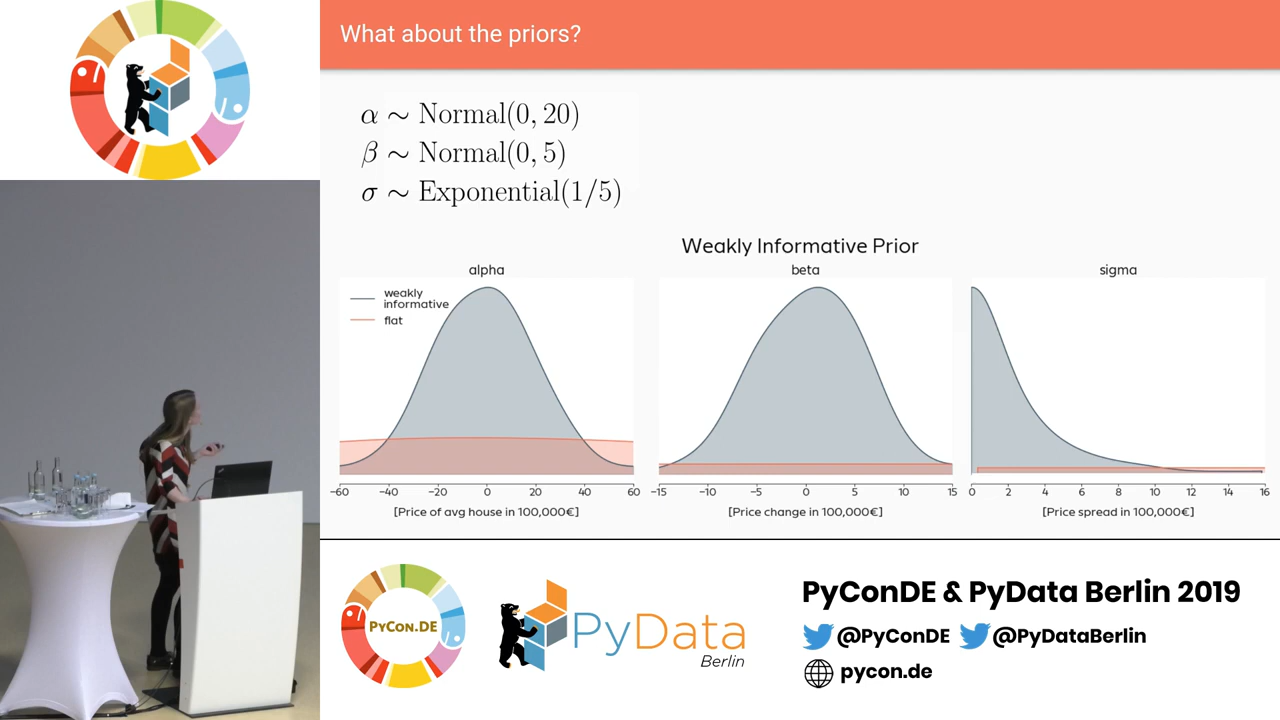 What about the priors?
α ∼ Normal(0, 20)
β ∼ Normal(0, 5)
σ ∼ Exponential(1/5)
Weakly Informative Prior
alpha
weakly
informative
flat
−60 −40 −20 0 20 40 60
[Price of avg house in 100,000€]
beta
−15 −10 −5 0 5 10 15
[Price change in 100,000€]
sigma
0 2 4 6 8 10 12 14 16
[Price spread in 100,000€]
PYCON.DE
PyData
Berlin
PyConDE & PyData Berlin 2019
@PyConDE @PyDataBerlin
pycon.de